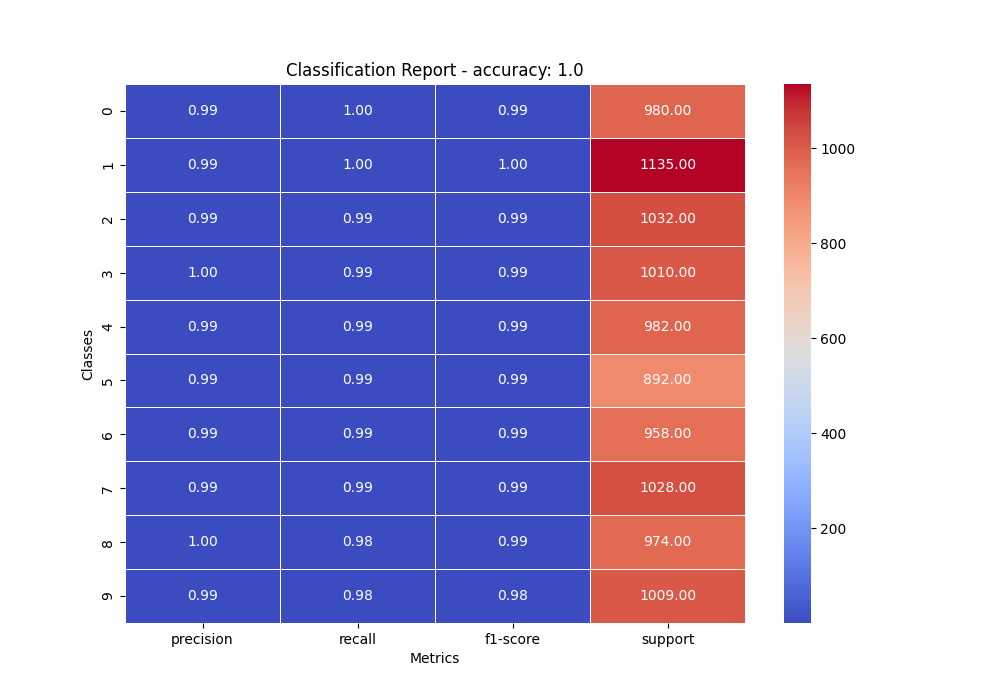 Classification Report - accuracy: 1.0
0 0.99 1.00 0.99 980.00
1 0.99 1.00 1.00 1135.00
2 0.99 0.99 0.99 1032.00
3 1.00 0.99 0.99 1010.00
4 0.99 0.99 0.99 982.00
5 0.99 0.99 0.99 892.00
6 0.99 0.99 0.99 958.00
7 0.99 0.99 0.99 1028.00
8 1.00 0.98 0.99 974.00
9 0.99 0.98 0.98 1009.00
Classes
precision recall f1-score support
Metrics
1000
800
600
400
200